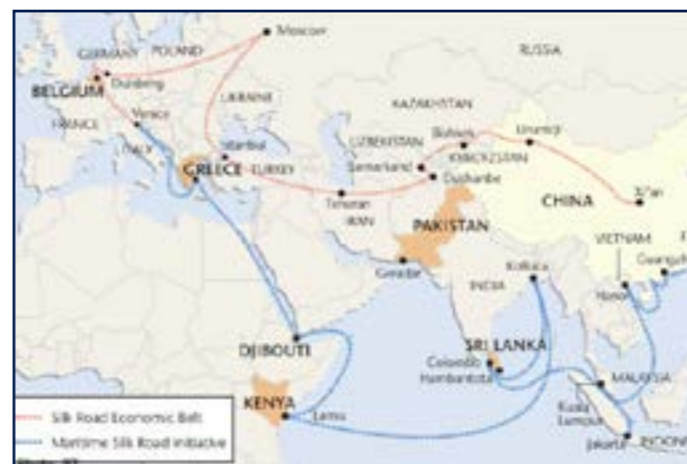 Moscow
GERMANY
POLAND
RUSSIA
Duisburg
BELGIUM
UKRAINE
KAZAKHSTAN
FRANCE
Venice
ITALY
Istanbul
UZBEKISTAN
Bishkek
Urumqi
GREECE
TURKEY
Samarkand
KYRGYZSTAN
Dushanbe
Xi'an
CHINA
Tehran
IRAN
PAKISTAN
VIETNAM
Gwadar
Kolkata
INDIA
Hanoi
DJIBOUTI
SRI LANKA
Colombo
Hambantota
MALAYSIA
Kuala
Lumpur
KENYA
Lamu
Jakarta
Silk Road Economic Belt
Maritime Silk Road Initiative